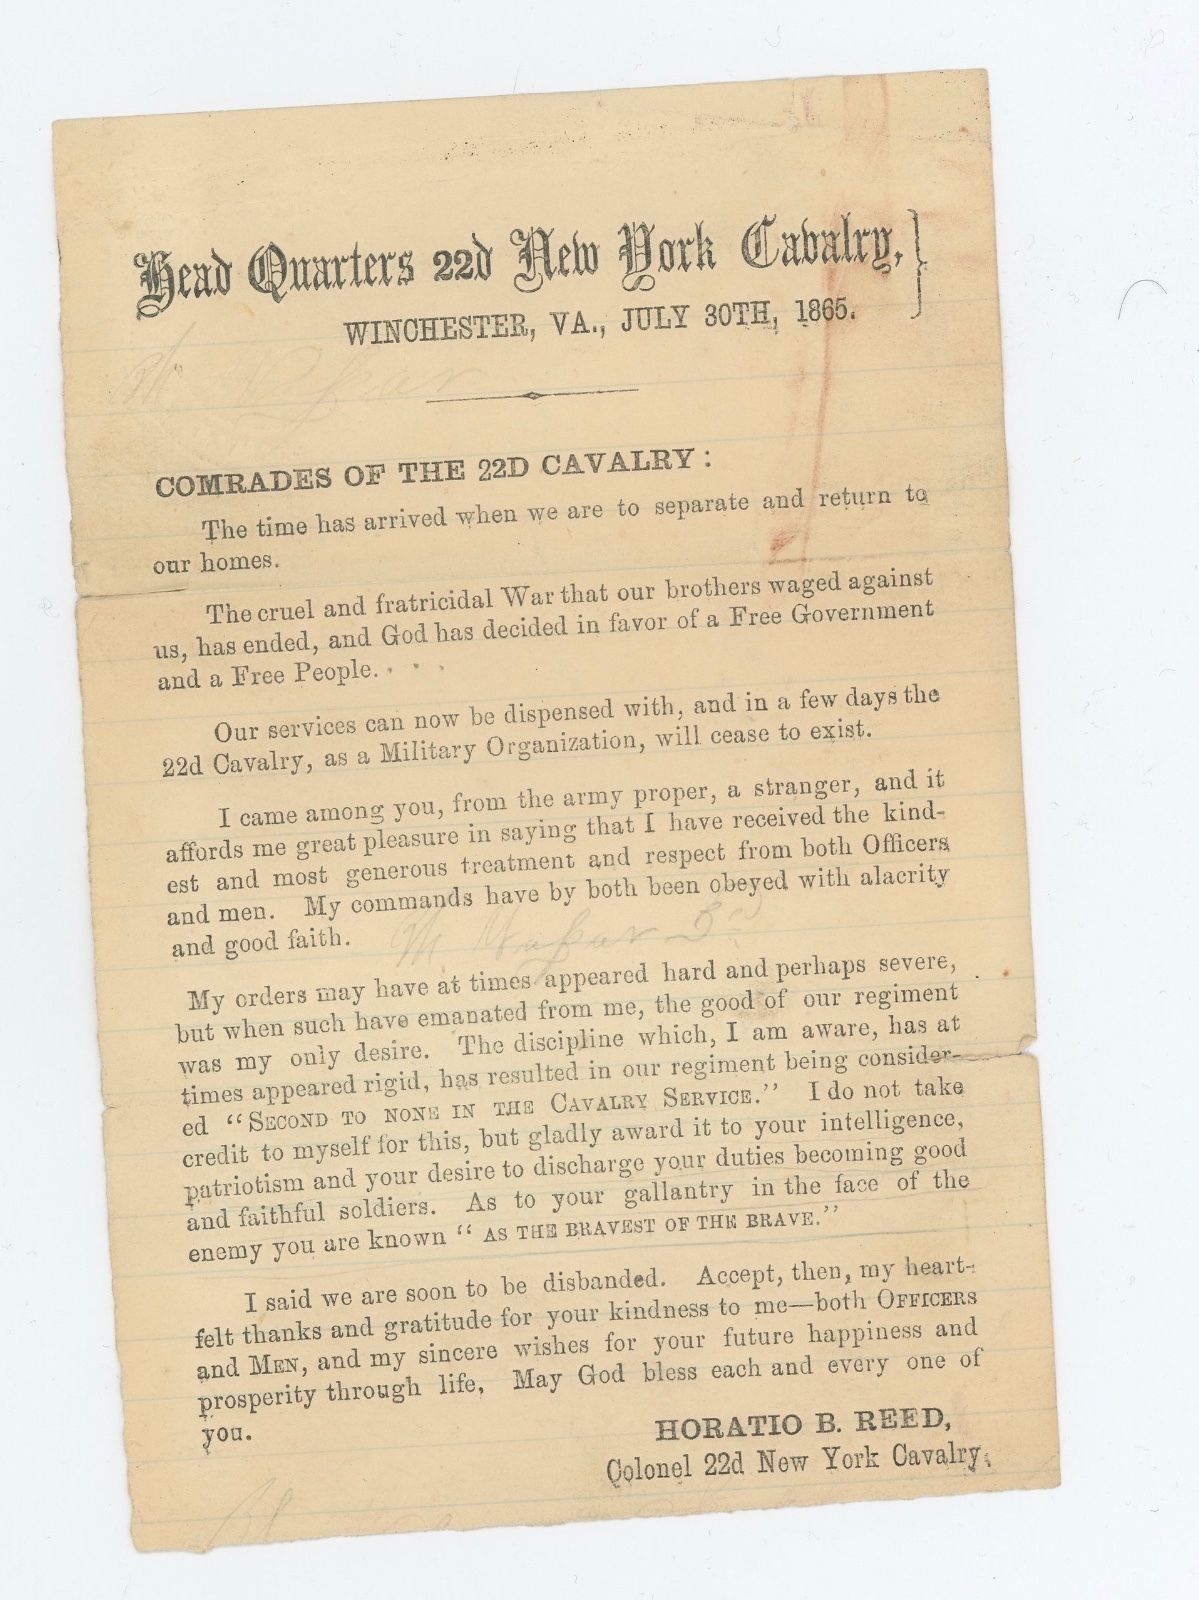 Head Quarters 22d New York Cavalry,
WINCHESTER, VA., JULY 30TH, 1865.
COMRADES OF THE 22D CAVALRY:
The time has arrived when we are to separate and return to
our homes.
The cruel and fratricidal War that our brothers waged against
us, has ended, and God has decided in favor of a Free Government
and a Free People.
Our services can now be dispensed with, and in a few days the
22d Cavalry, as a Military Organization, will cease to exist.
I came among you, from the army proper, a stranger, and it
affords me great pleasure in saying that I have received the kind-
est and most generous treatment and respect from both Officers
and men. My commands have by both been obeyed with alacrity
and good faith.
My orders may have at times appeared hard and perhaps severe,
but when such have emanated from me, the good of our regiment
was my only desire. The discipline which, I am aware, has at
times appeared rigid, has resulted in our regiment being consider-
ed "SECOND TO NONE IN THE CAVALRY SERVICE." I do not take
credit to myself for this, but gladly award it to your intelligence,
patriotism and your desire to discharge your duties becoming good
and faithful soldiers. As to your gallantry in the face of the
enemy you are known "AS THE BRAVEST OF THE BRAVE."
I said we are soon to be disbanded. Accept, then, my heart-
felt thanks and gratitude for your kindness to me—both OFFICERS
and MEN, and my sincere wishes for your future happiness and
prosperity through life. May God bless each and every one of
you.
HORATIO B. REED,
Colonel 22d New York Cavalry.